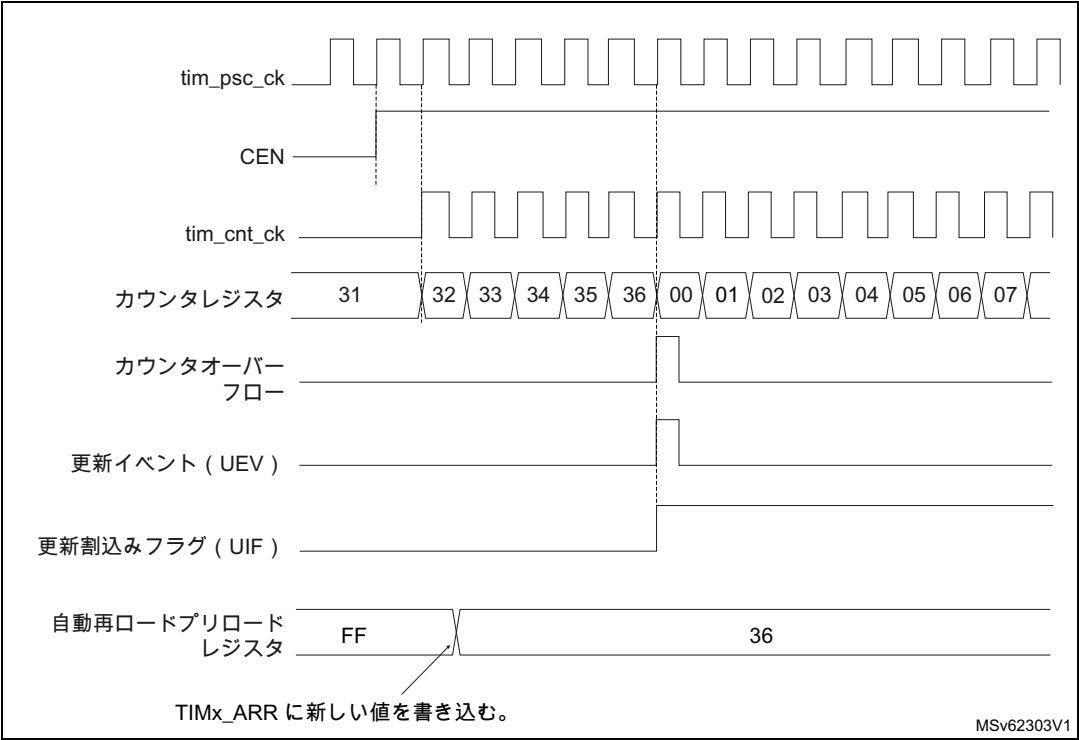 tim_psc_ck
CEN
tim_cnt_ck
カウンタレジスタ 31 32 33 34 35 36 00 01 02 03 04 05 06 07
カウンタオーバー
フロー
更新イベント ( UEV )
更新割込みフラグ ( UIF )
自動再ロードプリロード
レジスタ FF 36
TIMx_ARR に新しい値を書き込む。
MSv62303V1